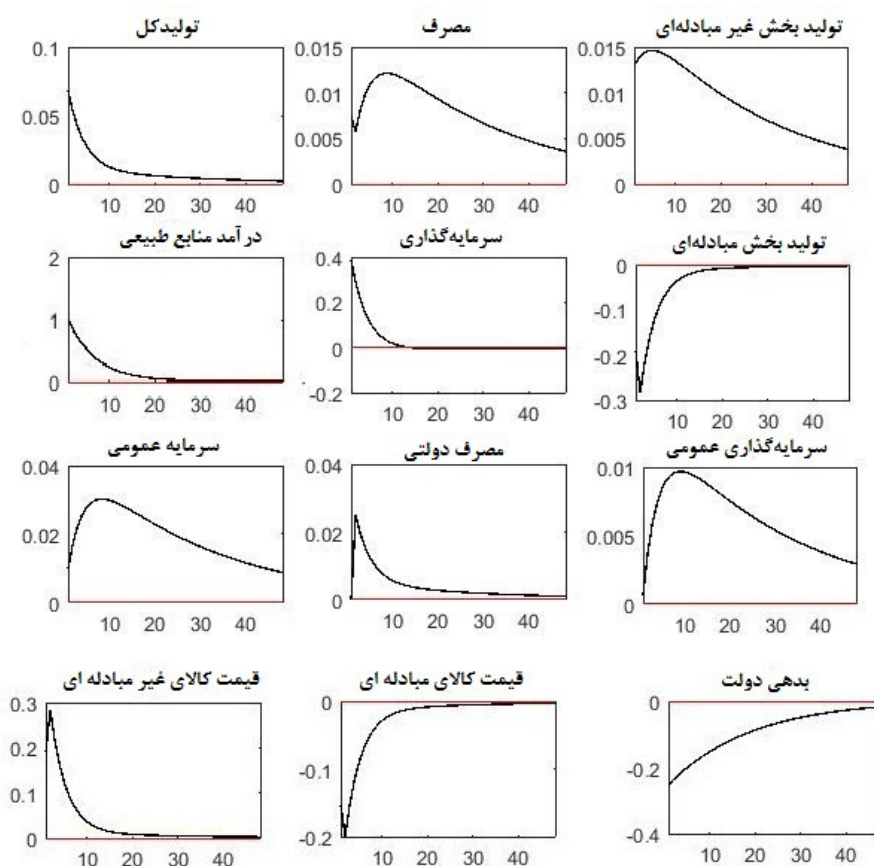 تولیدکل
مصرف
تولید بخش غیر مبادله‌ای
0.1
0.05
0
10 20 30 40
0.015
0.01
0.005
0
10 20 30 40
0.015
0.01
0.005
0
10 20 30 40
درآمد منابع طبیعی
سرمایه‌گذاری
تولید بخش مبادله‌ای
2
1
0
10 20 30 40
0.4
0.2
0
-0.2
10 20 30 40
0
-0.1
-0.2
-0.3
10 20 30 40
سرمایه عمومی
مصرف دولتی
سرمایه‌گذاری عمومی
0.04
0.02
0
10 20 30 40
0.04
0.02
0
10 20 30 40
0.01
0.005
0
10 20 30 40
قیمت کالای غیر مبادله ای
قیمت کالای مبادله ای
بدهی دولت
0.3
0.2
0.1
0
10 20 30 40
0
-0.1
-0.2
10 20 30 40
0
-0.2
-0.4
10 20 30 40